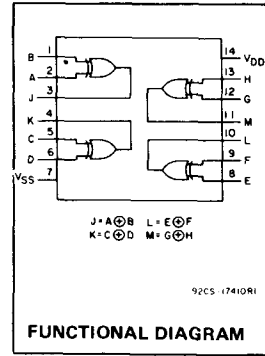 B 1
A 2
J 3
K 4
C 5
D 6
VSS 7
14 VDD
13 H
12 G
11 M
10 L
9 F
8 E
J=A⊕B L=E⊕F
K=C⊕D M=G⊕H
92CS-17410R1
FUNCTIONAL DIAGRAM